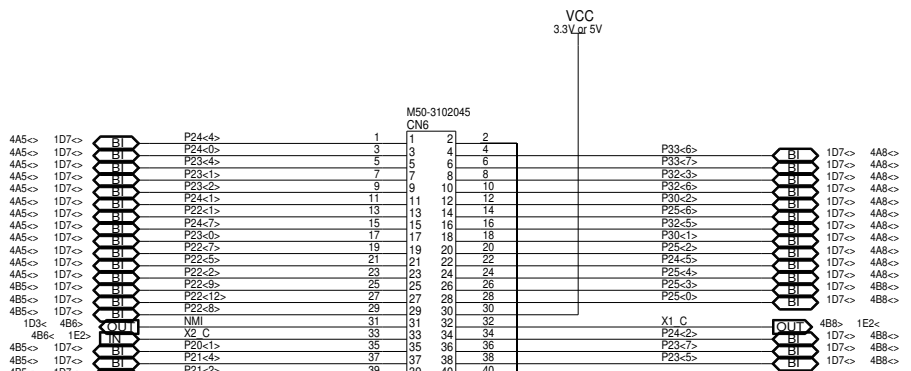 VCC
3.3V or 5V
M50-3102045
CN6
4A5<> 1D7<> BI P24<4> 1 1 2 2
4A5<> 1D7<> BI P24<0> 3 3 4 4 P33<6> BI 1D7<> 4A8<>
4A5<> 1D7<> BI P23<4> 5 5 6 6 P33<7> BI 1D7<> 4A8<>
4A5<> 1D7<> BI P23<1> 7 7 8 8 P32<3> BI 1D7<> 4A8<>
4A5<> 1D7<> BI P23<2> 9 9 10 10 P32<6> BI 1D7<> 4A8<>
4A5<> 1D7<> BI P24<1> 11 11 12 12 P30<2> BI 1D7<> 4A8<>
4A5<> 1D7<> BI P22<1> 13 13 14 14 P25<6> BI 1D7<> 4A8<>
4A5<> 1D7<> BI P24<7> 15 15 16 16 P32<5> BI 1D7<> 4A8<>
4A5<> 1D7<> BI P23<0> 17 17 18 18 P30<1> BI 1D7<> 4A8<>
4A5<> 1D7<> BI P22<7> 19 19 20 20 P25<2> BI 1D7<> 4A8<>
4A5<> 1D7<> BI P22<5> 21 21 22 22 P24<5> BI 1D7<> 4A8<>
4A5<> 1D7<> BI P22<2> 23 23 24 24 P25<4> BI 1D7<> 4A8<>
4B5<> 1D7<> BI P22<9> 25 25 26 26 P25<3> BI 1D7<> 4B8<>
4B5<> 1D7<> BI P22<12> 27 27 28 28 P25<0> BI 1D7<> 4B8<>
4B5<> 1D7<> BI P22<8> 29 29 30 30
1D3< 4B6> OUT NMI 31 31 32 32 X1_C OUT 4B8> 1E2<
4B6< 1E2> IN X2_C 33 33 34 34 P24<2> BI 1D7<> 4B8<>
4B5<> 1D7<> BI P20<1> 35 35 36 36 P23<7> BI 1D7<> 4B8<>
4B5<> 1D7<> BI P21<4> 37 37 38 38 P23<5> BI 1D7<> 4B8<>
4B5<> 1D7<> BI P21<2> 39 39 40 40